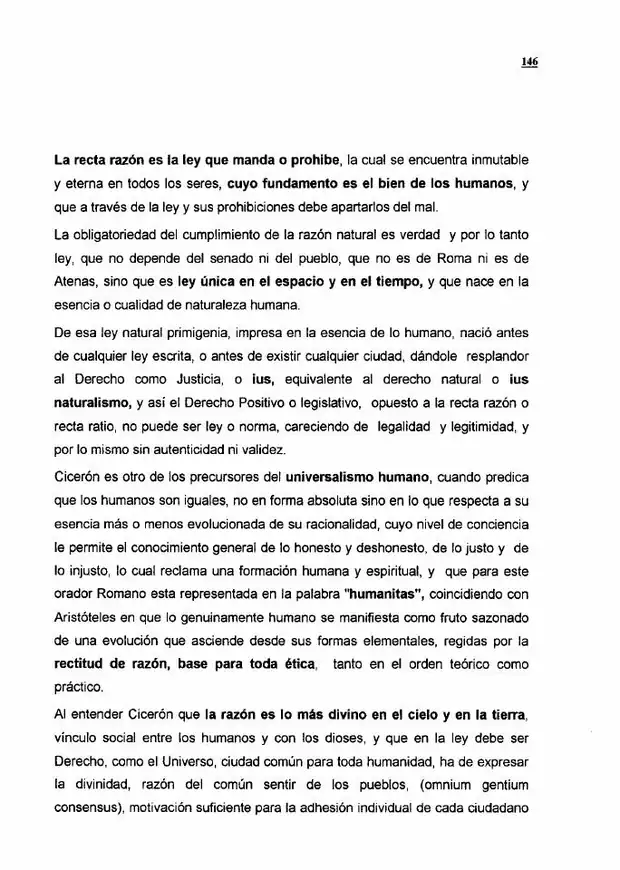 146
La recta razón es la ley que manda o prohibe, la cual se encuentra inmutable
y eterna en todos los seres, cuyo fundamento es el bien de los humanos, y
que a través de la ley y sus prohibiciones debe apartarlos del mal.
La obligatoriedad del cumplimiento de la razón natural es verdad y por lo tanto
ley, que no depende del senado ni del pueblo, que no es de Roma ni es de
Atenas, sino que es ley única en el espacio y en el tiempo, y que nace en la
esencia o cualidad de naturaleza humana.
De esa ley natural primigenia, impresa en la esencia de lo humano, nació antes
de cualquier ley escrita, o antes de existir cualquier ciudad, dándole resplandor
al Derecho como Justicia, o ius, equivalente al derecho natural o ius
naturalismo, y así el Derecho Positivo o legislativo, opuesto a la recta razón o
recta ratio, no puede ser ley o norma, careciendo de legalidad y legitimidad, y
por lo mismo sin autenticidad ni validez.
Cicerón es otro de los precursores del universalismo humano, cuando predica
que los humanos son iguales, no en forma absoluta sino en lo que respecta a su
esencia más o menos evolucionada de su racionalidad, cuyo nivel de conciencia
le permite el conocimiento general de lo honesto y deshonesto, de lo justo y de
lo injusto, lo cual reclama una formación humana y espiritual, y que para este
orador Romano esta representada en la palabra "humanitas", coincidiendo con
Aristóteles en que lo genuinamente humano se manifiesta como fruto sazonado
de una evolución que asciende desde sus formas elementales, regidas por la
rectitud de razón, base para toda ética, tanto en el orden teórico como
práctico.
Al entender Cicerón que la razón es lo más divino en el cielo y en la tierra,
vínculo social entre los humanos y con los dioses, y que en la ley debe ser
Derecho, como el Universo, ciudad común para toda humanidad, ha de expresar
la divinidad, razón del común sentir de los pueblos, (omnium gentium
consensus), motivación suficiente para la adhesión individual de cada ciudadano